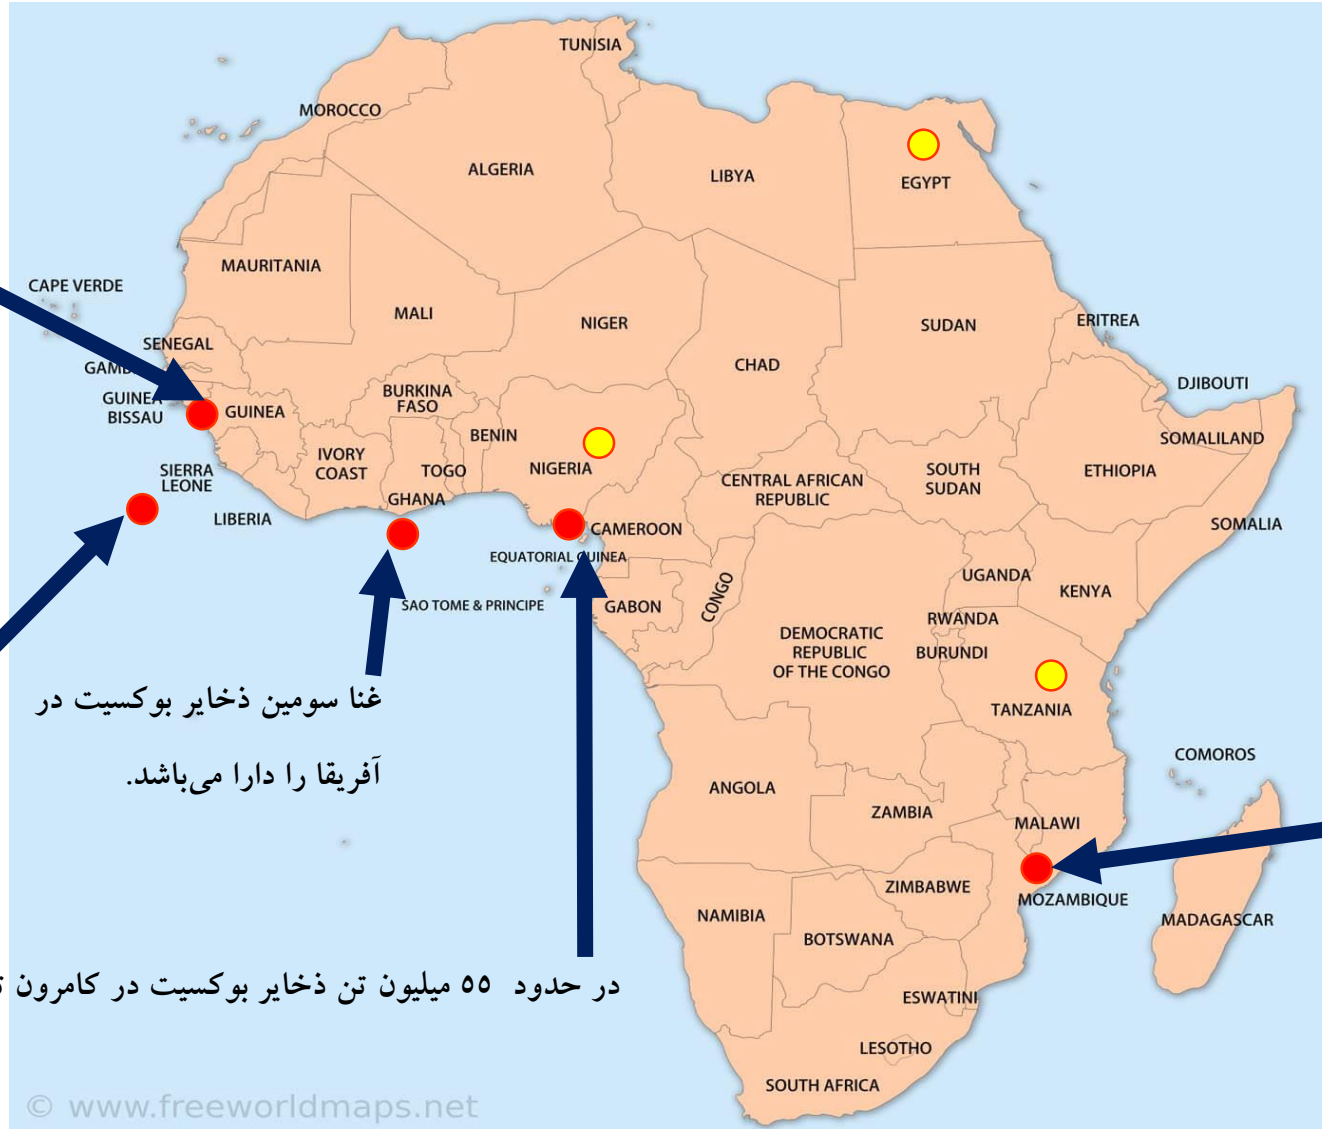 TUNISIA
MOROCCO
ALGERIA
LIBYA
EGYPT
MAURITANIA
CAPE VERDE
MALI
NIGER
SUDAN
ERITREA
SENEGAL
GAMB
CHAD
DJIBOUTI
GUINEA
BISSAU
GUINEA
BURKINA
FASO
BENIN
SOMALILAND
IVORY
COAST
TOGO
NIGERIA
CENTRAL AFRICAN
REPUBLIC
SOUTH
SUDAN
ETHIOPIA
SIERRA
LEONE
GHANA
LIBERIA
CAMEROON
SOMALIA
EQUATORIAL GUINEA
UGANDA
KENYA
SAO TOME & PRINCIPE
GABON
CONGO
RWANDA
DEMOCRATIC
REPUBLIC
OF THE CONGO
BURUNDI
TANZANIA
غنا سومین ذخایر بوکسیت در
آفریقا را دارا می‌باشد.
COMOROS
ANGOLA
ZAMBIA
MALAWI
ZIMBABWE
MOZAMBIQUE
NAMIBIA
BOTSWANA
MADAGASCAR
در حدود ۵۵ میلیون تن ذخایر بوکسیت در کامرون
ESWATINI
LESOTHO
SOUTH AFRICA
© www.freeworldmaps.net